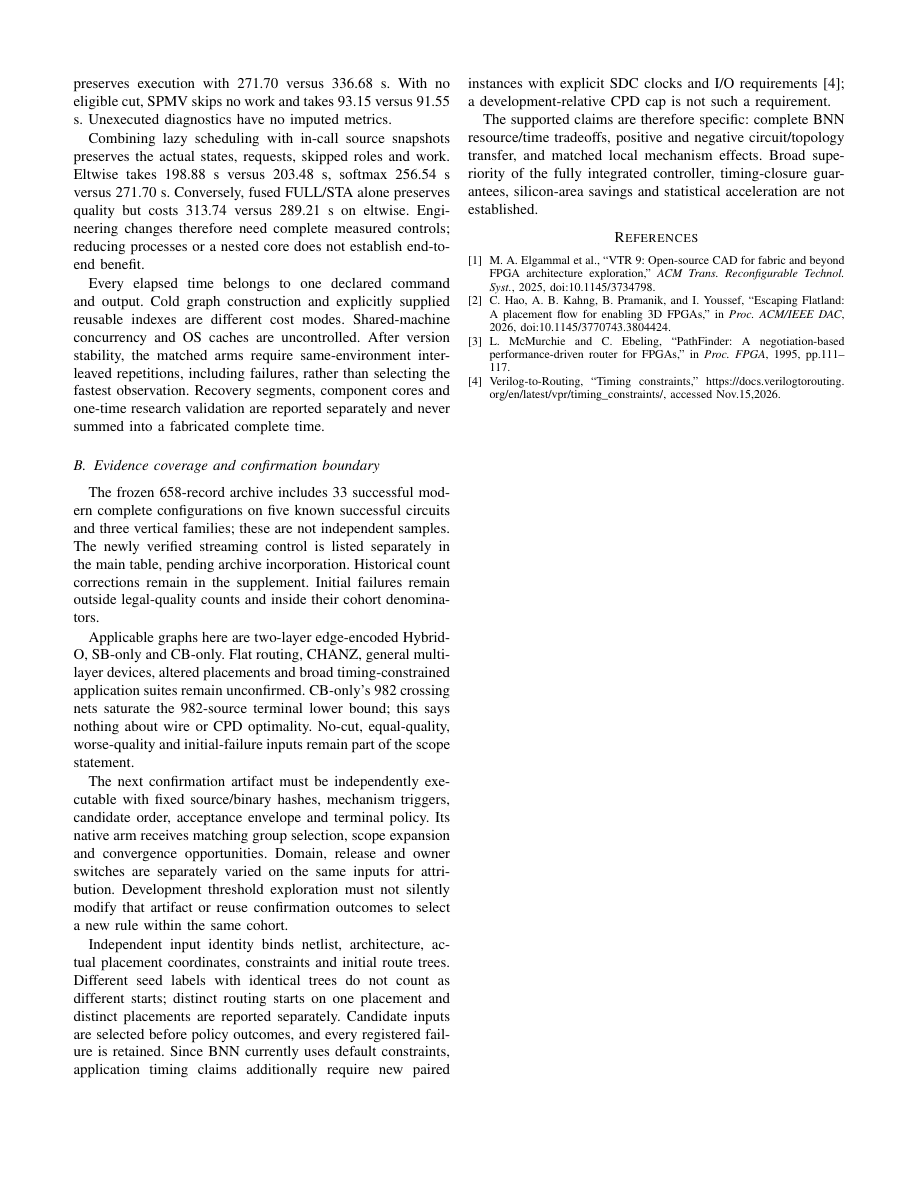 preserves execution with 271.70 versus 336.68 s. With no
eligible cut, SPMV skips no work and takes 93.15 versus 91.55
s. Unexecuted diagnostics have no imputed metrics.
Combining lazy scheduling with in-call source snapshots
preserves the actual states, requests, skipped roles and work.
Eltwise takes 198.88 s versus 203.48 s, softmax 256.54 s
versus 271.70 s. Conversely, fused FULL/STA alone preserves
quality but costs 313.74 versus 289.21 s on eltwise. Engi-
neering changes therefore need complete measured controls;
reducing processes or a nested core does not establish end-to-
end benefit.
Every elapsed time belongs to one declared command
and output. Cold graph construction and explicitly supplied
reusable indexes are different cost modes. Shared-machine
concurrency and OS caches are uncontrolled. After version
stability, the matched arms require same-environment inter-
leaved repetitions, including failures, rather than selecting the
fastest observation. Recovery segments, component cores and
one-time research validation are reported separately and never
summed into a fabricated complete time.
B. Evidence coverage and confirmation boundary
The frozen 658-record archive includes 33 successful mod-
ern complete configurations on five known successful circuits
and three vertical families; these are not independent samples.
The newly verified streaming control is listed separately in
the main table, pending archive incorporation. Historical count
corrections remain in the supplement. Initial failures remain
outside legal-quality counts and inside their cohort denomina-
tors.
Applicable graphs here are two-layer edge-encoded Hybrid-
O, SB-only and CB-only. Flat routing, CHANZ, general multi-
layer devices, altered placements and broad timing-constrained
application suites remain unconfirmed. CB-only's 982 crossing
nets saturate the 982-source terminal lower bound; this says
nothing about wire or CPD optimality. No-cut, equal-quality,
worse-quality and initial-failure inputs remain part of the scope
statement.
The next confirmation artifact must be independently exe-
cutable with fixed source/binary hashes, mechanism triggers,
candidate order, acceptance envelope and terminal policy. Its
native arm receives matching group selection, scope expansion
and convergence opportunities. Domain, release and owner
switches are separately varied on the same inputs for attri-
bution. Development threshold exploration must not silently
modify that artifact or reuse confirmation outcomes to select
a new rule within the same cohort.
Independent input identity binds netlist, architecture, ac-
tual placement coordinates, constraints and initial route trees.
Different seed labels with identical trees do not count as
different starts; distinct routing starts on one placement and
distinct placements are reported separately. Candidate inputs
are selected before policy outcomes, and every registered fail-
ure is retained. Since BNN currently uses default constraints,
application timing claims additionally require new paired
instances with explicit SDC clocks and I/O requirements [4];
a development-relative CPD cap is not such a requirement.
The supported claims are therefore specific: complete BNN
resource/time tradeoffs, positive and negative circuit/topology
transfer, and matched local mechanism effects. Broad supe-
riority of the fully integrated controller, timing-closure guar-
antees, silicon-area savings and statistical acceleration are not
established.
REFERENCES
[1] M. A. Elgammal et al., “VTR 9: Open-source CAD for fabric and beyond
FPGA architecture exploration,” ACM Trans. Reconfigurable Technol.
Syst., 2025, doi:10.1145/3734798.
[2] C. Hao, A. B. Kahng, B. Pramanik, and I. Youssef, “Escaping Flatland:
A placement flow for enabling 3D FPGAs,” in Proc. ACM/IEEE DAC,
2026, doi:10.1145/3770743.3804424.
[3] L. McMurchie and C. Ebeling, “PathFinder: A negotiation-based
performance-driven router for FPGAs,” in Proc. FPGA, 1995, pp.111–
117.
[4] Verilog-to-Routing, “Timing constraints,” https://docs.verilogtorouting.
org/en/latest/vpr/timing_constraints/, accessed Nov.15,2026.